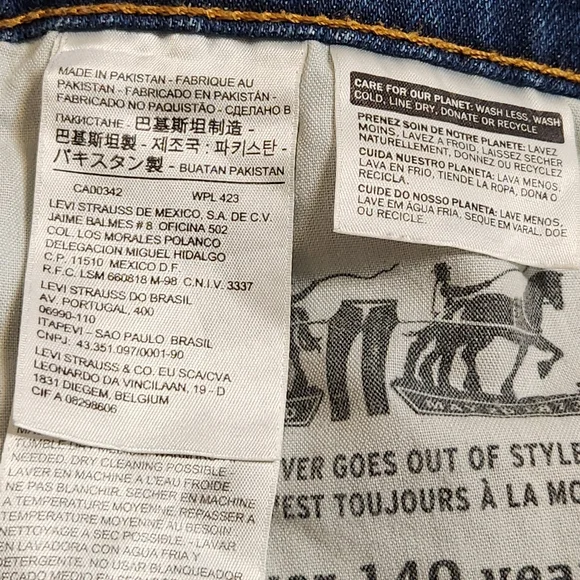 MADE IN PAKISTAN - FABRIQUE AU
PAKISTAN - FABRICADO EN PAKISTÁN -
FABRICADO NO PAQUISTÃO - СДЕЛАНО В
ПАКИСТАНЕ - 巴基斯坦制造 -
巴基斯坦製 - 제조국 : 파키스탄 -
パキスタン製 - BUATAN PAKISTAN
CA00342 WPL 423
LEVI STRAUSS DE MEXICO, S.A. DE C.V.
JAIME BALMES # 8 OFICINA 502
COL. LOS MORALES POLANCO
DELEGACION MIGUEL HIDALGO
C.P. 11510 MEXICO D.F.
R.F.C. LSM 660818 M-98 C.N.I.V. 3337
LEVI STRAUSS DO BRASIL
AV. PORTUGAL, 400
06990-110
ITAPEVI – SAO PAULO BRASIL
CNPJ: 43.351.097/0001-90
LEVI STRAUSS & CO. EU SCA/CVA
LEONARDO DA VINCILAAN, 19 - D
1831 DIEGEM, BELGIUM
CIF A 08298606
NEEDED. DRY CLEANING POSSIBLE -
LAVER EN MACHINE A L'EAU FROIDE
NE PAS BLANCHIR. SECHER EN MACHINE
A TEMPERATURE MOYENNE REPASSER A
TEMPERATURE MOYENNE AU BESOIN
NETTOYAGE A SEC POSSIBLE - LAVAR
EN LAVADORA CON AGUA FRIA Y
DETERGENTE. NO USAR BLANQUEADOR
CARE FOR OUR PLANET: WASH LESS, WASH
COLD, LINE DRY, DONATE OR RECYCLE
PRENEZ SOIN DE NOTRE PLANETE: LAVEZ
MOINS, LAVEZ A FROID, LAISSEZ SECHER
NATURELLEMENT, DONNEZ OU RECYCLEZ
CUIDA NUESTRO PLANETA: LAVA MENOS,
LAVA EN FRIO, TIENDE LA ROPA, DONA O
RECICLA.
CUIDE DO NOSSO PLANETA: LAVE MENOS,
LAVE EM ÁGUA FRIA, SEQUE EM VARAL, DOE
OU RECICLE.
VER GOES OUT OF STYLE
EST TOUJOURS À LA MO
140